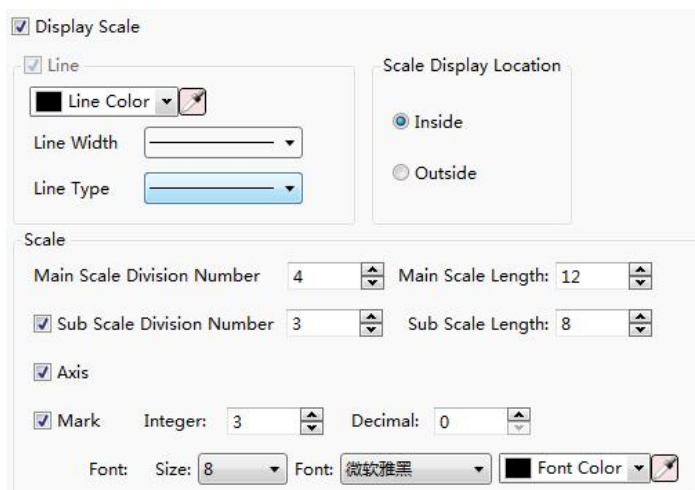 Display Scale
Line
Scale Display Location
Line Color
Inside
Line Width
Outside
Line Type
Scale
Main Scale Division Number 4 Main Scale Length: 12
Sub Scale Division Number 3 Sub Scale Length: 8
Axis
Mark Integer: 3 Decimal: 0
Font: Size: 8 Font: 微软雅黑 Font Color